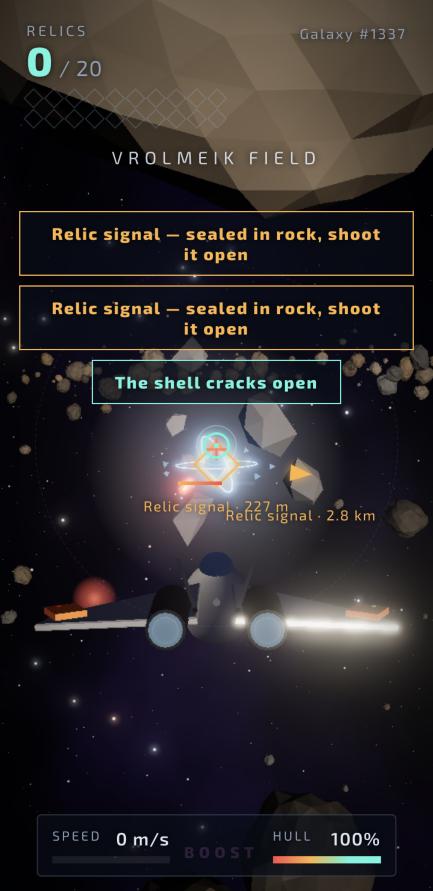 RELICS
Galaxy #1337
0 / 20
VROLMEIK FIELD
Relic signal — sealed in rock, shoot
it open
Relic signal — sealed in rock, shoot
it open
The shell cracks open
Relic signal · 227 m
Relic signal · 2.8 km
SPEED 0 m/s
BOOST
HULL 100%